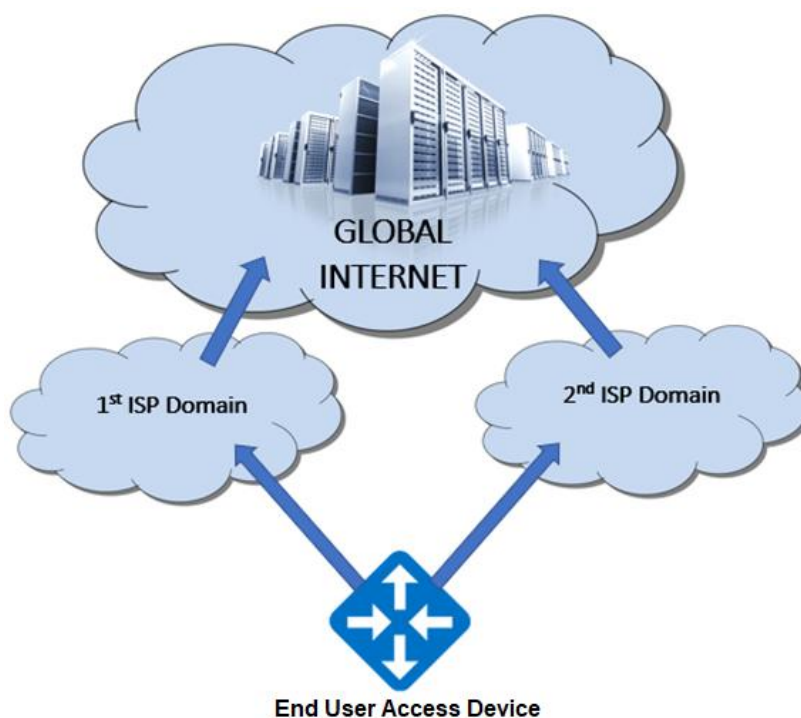 GLOBAL
INTERNET
1st ISP Domain
2nd ISP Domain
End User Access Device